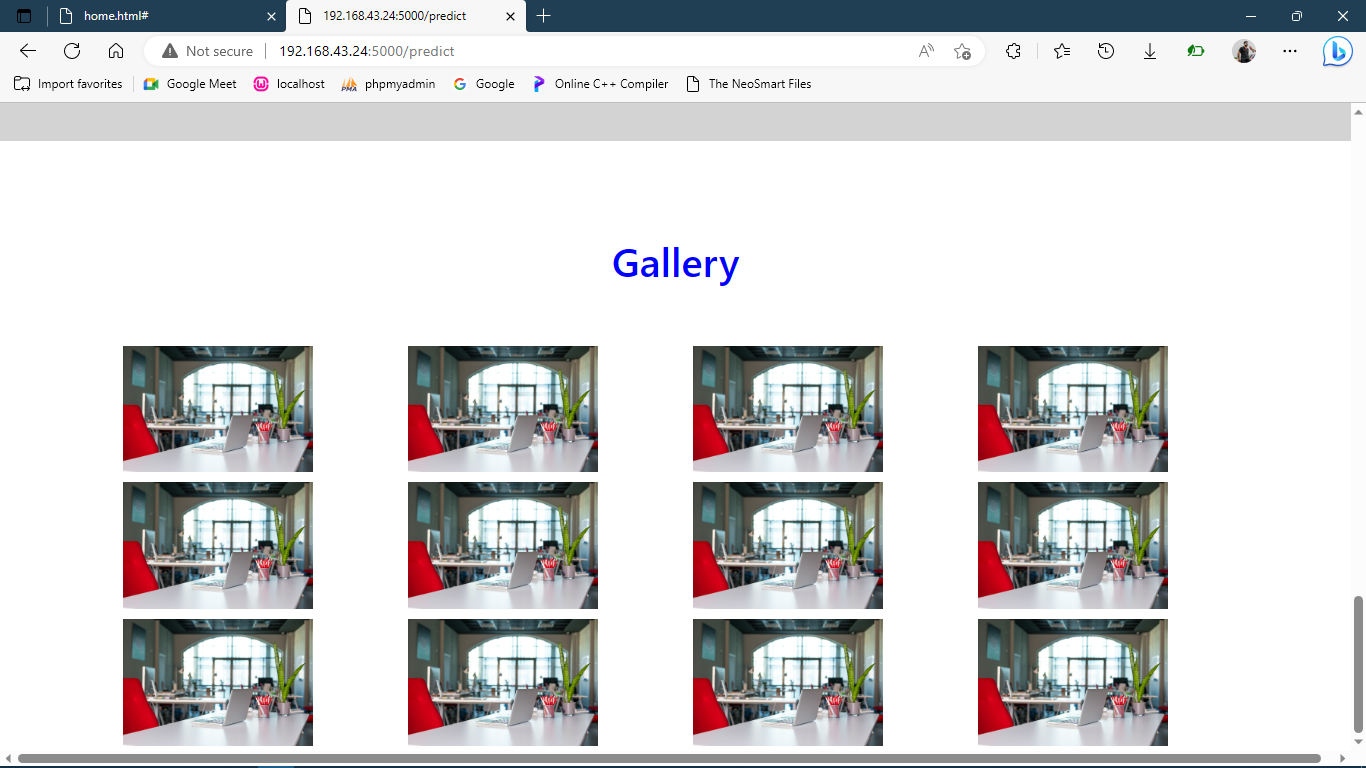 home.html#
192.168.43.24:5000/predict
Not secure
192.168.43.24:5000/predict
Import favorites
Google Meet
localhost
PMA
phpmyadmin
Google
Online C++ Compiler
The NeoSmart Files
Gallery